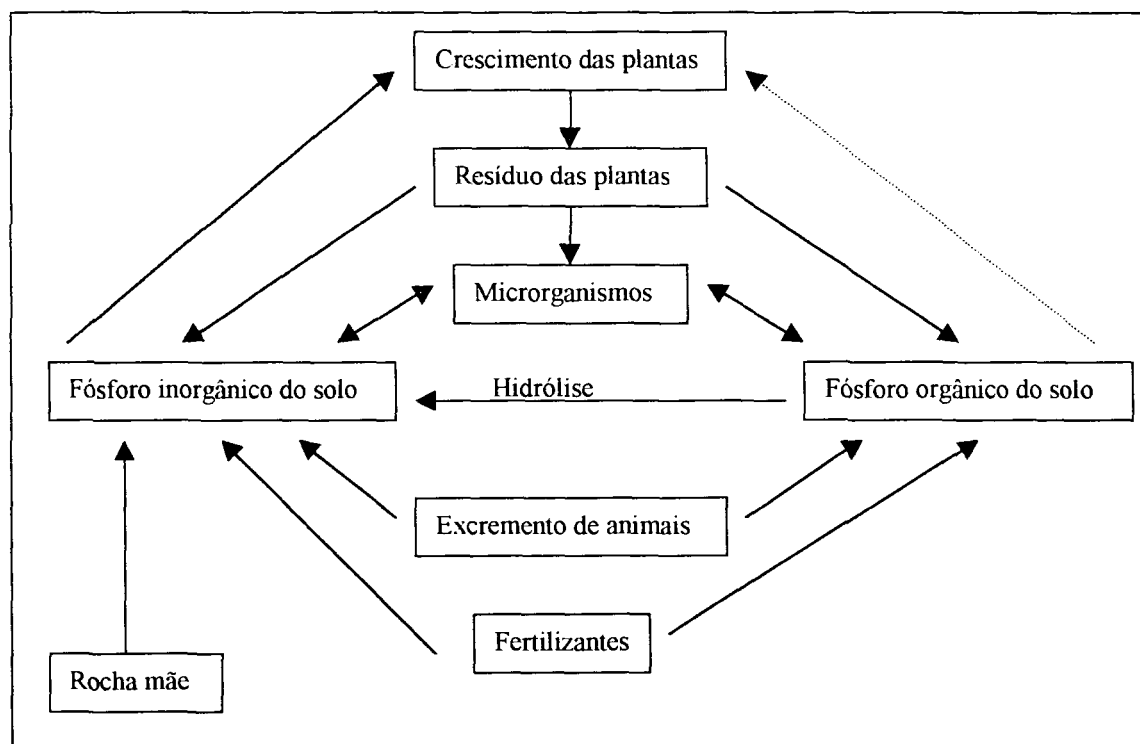 Crescimento das plantas
Resíduo das plantas
Microrganismos
Fósforo inorgânico do solo
Hidrólise
Fósforo orgânico do solo
Excremento de animais
Fertilizantes
Rocha mãe